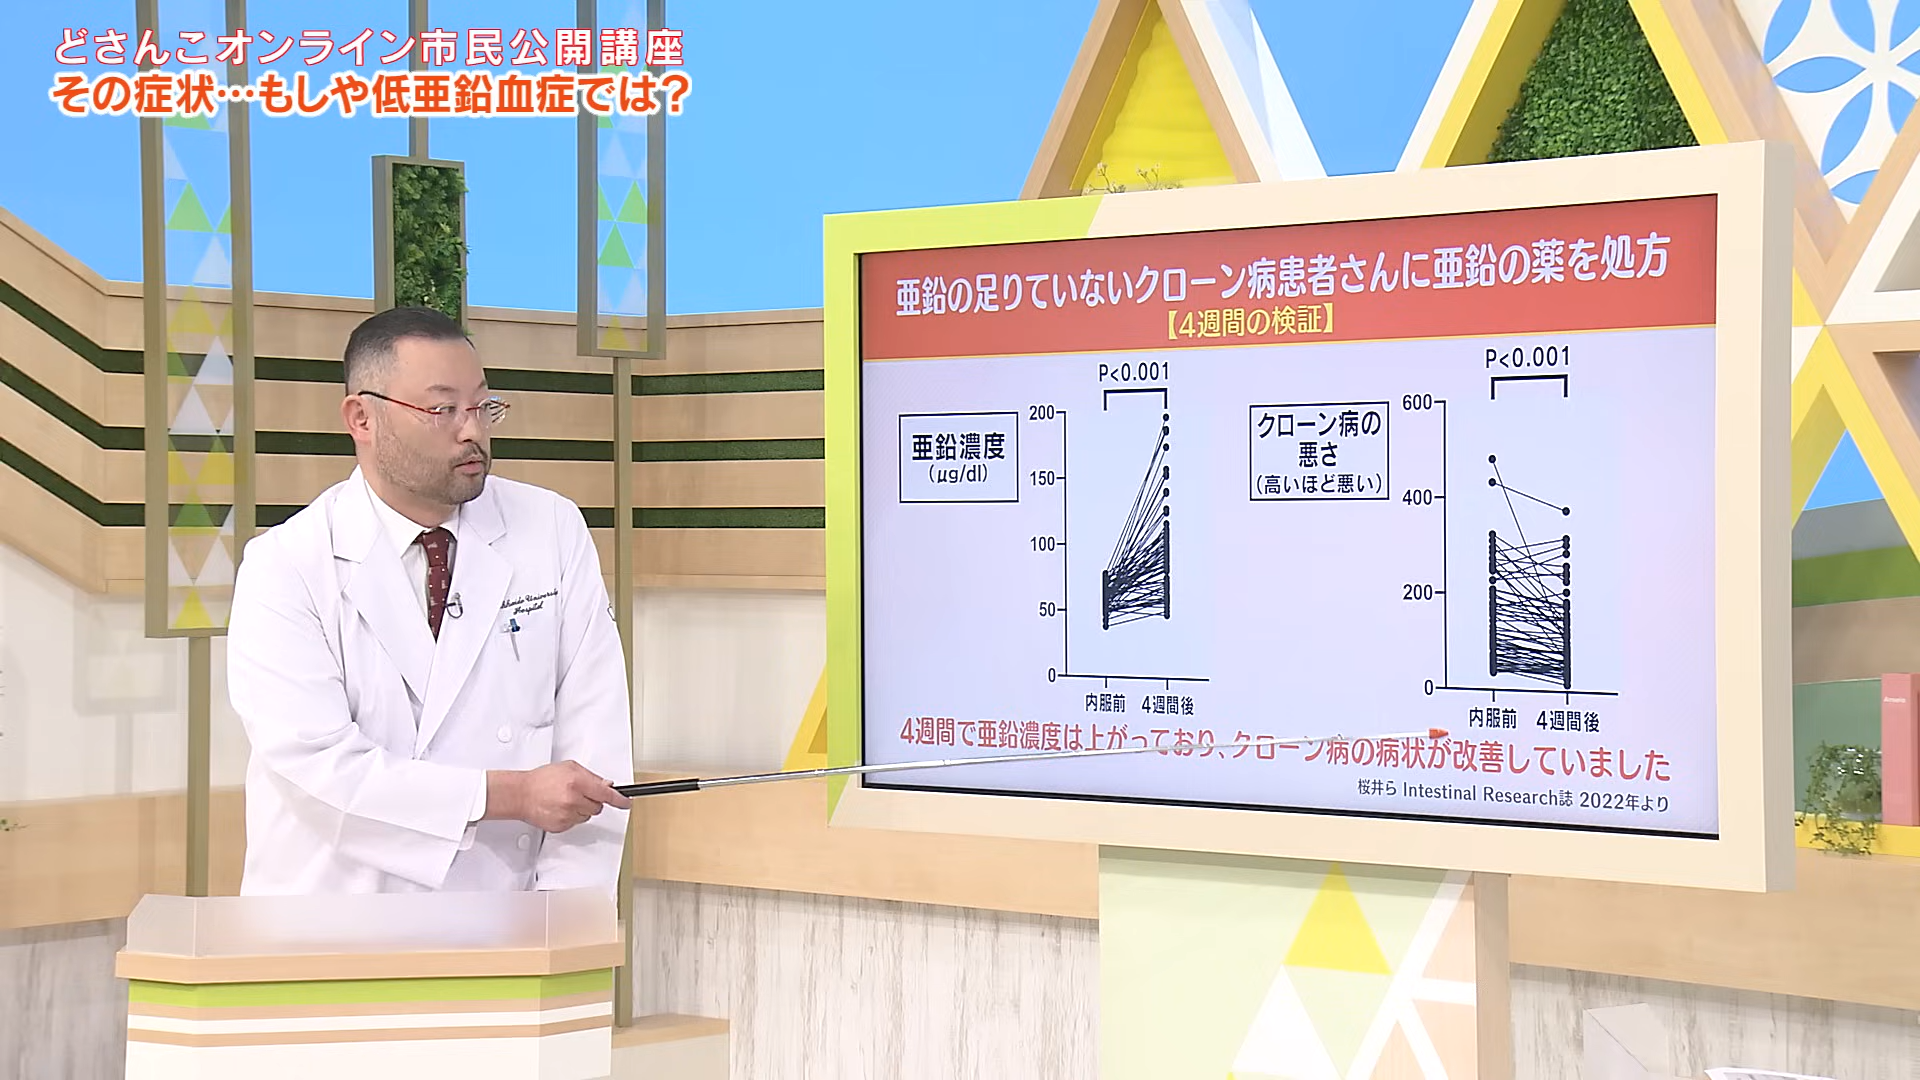 どさんこオンライン市民公開講座
その症状…もしや低亜鉛血症では？
亜鉛の足りていないクローン病患者さんに亜鉛の薬を処方
【4週間の検証】
P<0.001
亜鉛濃度
（μg/dl）
200
150
100
50
0
内服前 4週間後
P<0.001
クローン病の
悪さ
（高いほど悪い）
600
400
200
0
内服前 4週間後
4週間で亜鉛濃度は上がっており、クローン病の病状が改善していました
桜井ら Intestinal Research誌 2022年より
Hospital